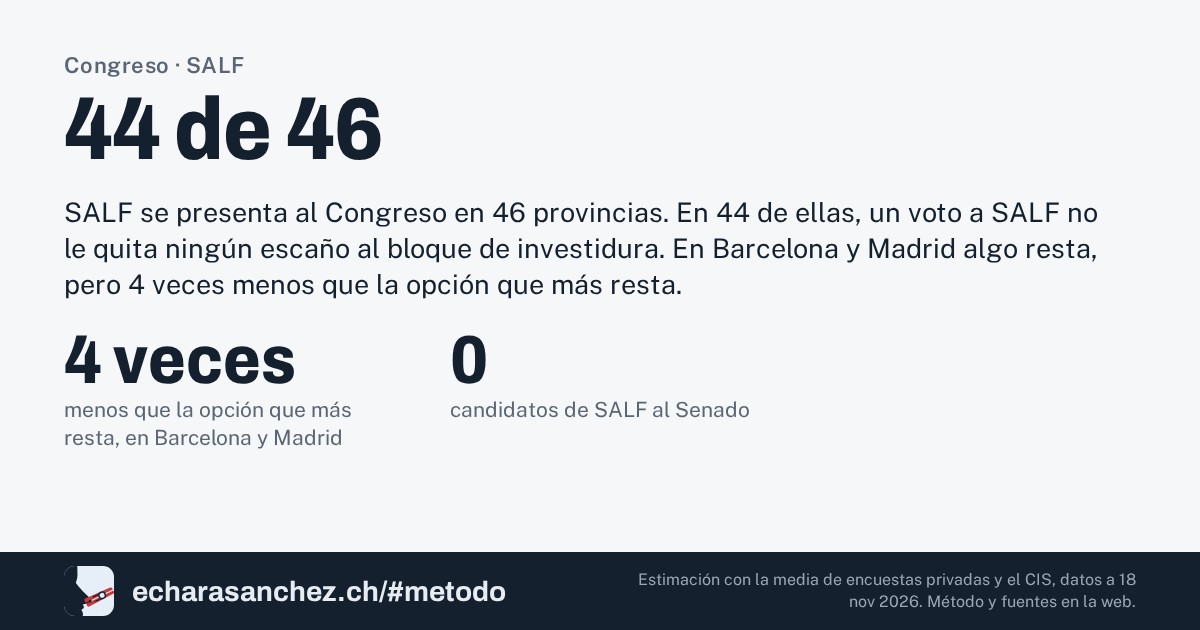 Congreso · SALF
44 de 46
SALF se presenta al Congreso en 46 provincias. En 44 de ellas, un voto a SALF no
le quita ningún escaño al bloque de investidura. En Barcelona y Madrid algo resta,
pero 4 veces menos que la opción que más resta.
4 veces
menos que la opción que más
resta, en Barcelona y Madrid
0
candidatos de SALF al Senado
echarasanchez.ch/#metodo
Estimación con la media de encuestas privadas y el CIS, datos a 18
nov 2026. Método y fuentes en la web.